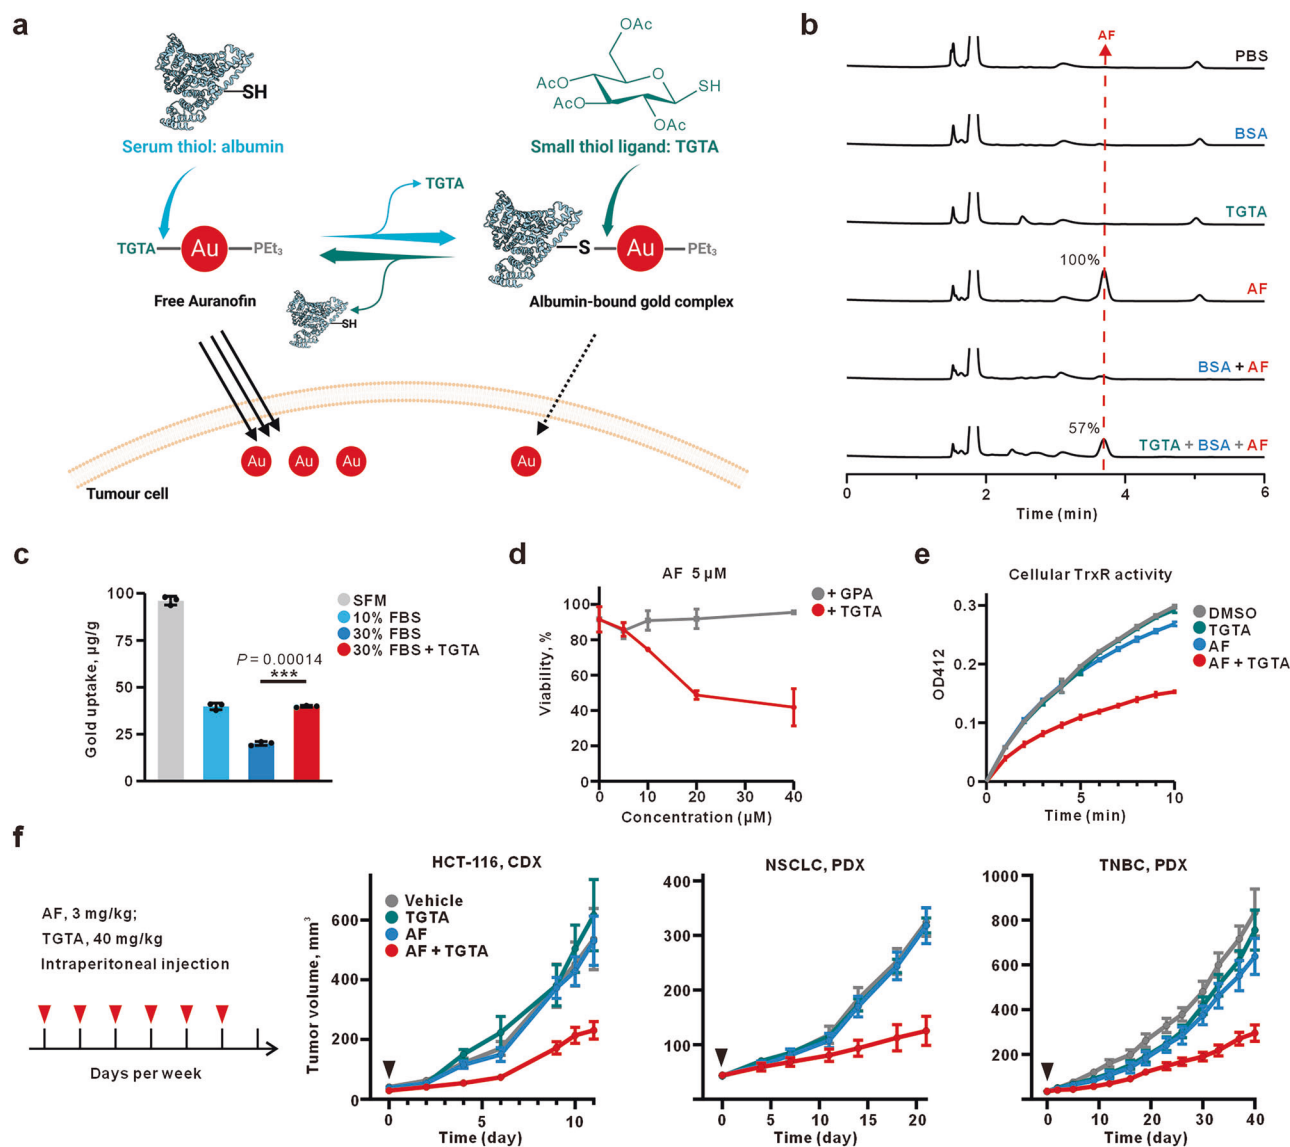 a
OAc
O
SH
AcO
AcO
OAc
SH
Serum thiol: albumin
Small thiol ligand: TGTA
TGTA
TGTA
Au
PEt₃
S
Au
PEt₃
Free Auranofin
SH
Albumin-bound gold complex
Au
Au
Au
Au
Tumour cell
b
AF
PBS
BSA
TGTA
100%
AF
BSA + AF
57%
TGTA + BSA + AF
0
2
4
6
Time (min)
c
100
50
25
0
Gold uptake, µg/g
SFM
10% FBS
30% FBS
30% FBS + TGTA
P = 0.00014
***
d
AF 5 µM
+ GPA
+ TGTA
100
80
60
40
20
0
Viability, %
0
10
20
40
Concentration (µM)
e
Cellular TrxR activity
0.3
0.2
0.1
0
OD412
DMSO
TGTA
AF
AF + TGTA
0
5
10
Time (min)
f
AF, 3 mg/kg;
TGTA, 40 mg/kg
Intraperitoneal injection
Days per week
HCT-116, CDX
Vehicle
TGTA
AF
AF + TGTA
600
400
200
0
Tumor volume, mm³
0
5
10
Time (day)
NSCLC, PDX
400
300
200
100
0
5
10
15
20
Time (day)
TNBC, PDX
1000
800
600
400
200
0
0
10
20
30
40
Time (day)